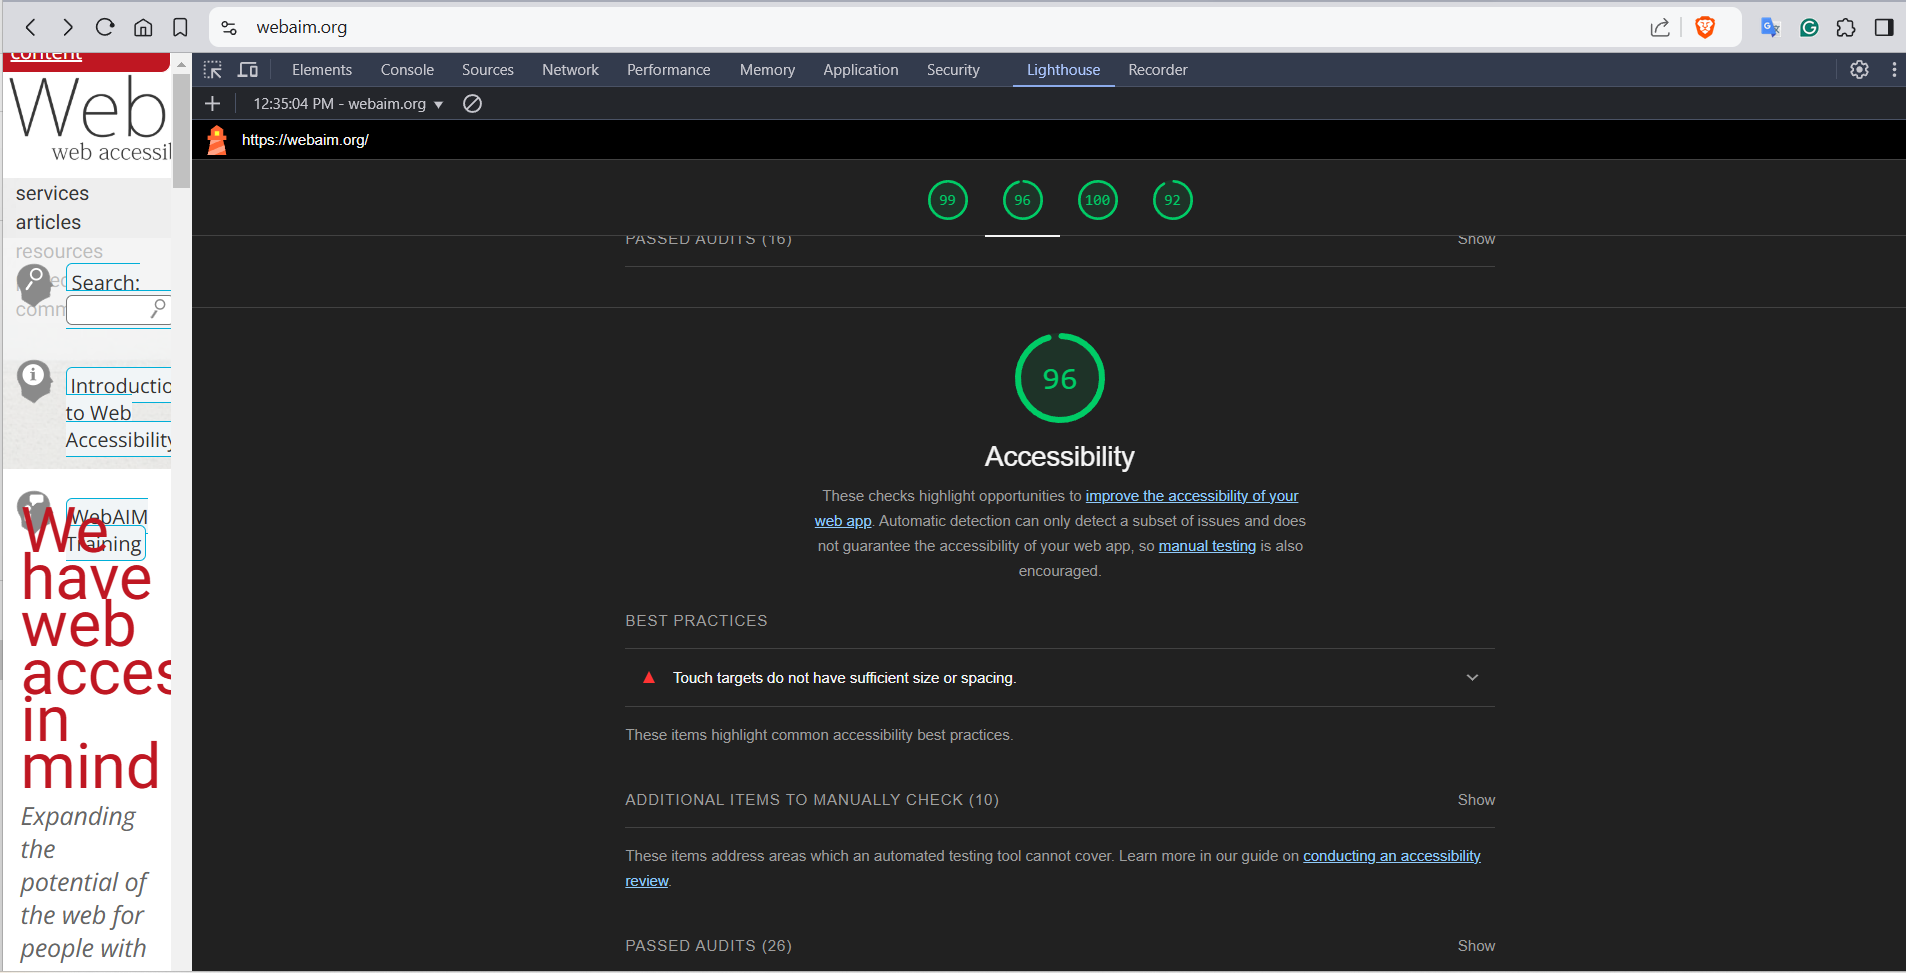 webaim.org
content
Web
web accessil
services
articles
resources
Search:
comm
Introductio
to Web
Accessibility
WebAIM
Training
We
have
web
acces
in
mind
Expanding
the
potential of
the web for
people with
Elements Console Sources Network Performance Memory Application Security Lighthouse Recorder
12:35:04 PM - webaim.org
https://webaim.org/
99 96 100 92
PASSED AUDITS (16) Show
96
Accessibility
These checks highlight opportunities to improve the accessibility of your
web app. Automatic detection can only detect a subset of issues and does
not guarantee the accessibility of your web app, so manual testing is also
encouraged.
BEST PRACTICES
Touch targets do not have sufficient size or spacing.
These items highlight common accessibility best practices.
ADDITIONAL ITEMS TO MANUALLY CHECK (10) Show
These items address areas which an automated testing tool cannot cover. Learn more in our guide on conducting an accessibility
review.
PASSED AUDITS (26) Show